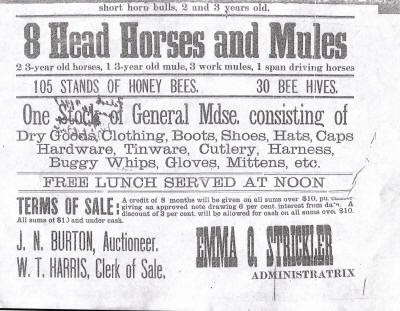 short horn bulls, 2 and 3 years old.
8 Head Horses and Mules
2 3-year old horses, 1 3-year old mule, 3 work mules, 1 span driving horses
105 STANDS OF HONEY BEES. 30 BEE HIVES.
One Stock of General Mdse. consisting of
Dry Goods, Clothing, Boots, Shoes, Hats, Caps
Hardware, Tinware, Cutlery, Harness,
Buggy Whips, Gloves, Mittens, etc.
FREE LUNCH SERVED AT NOON
TERMS OF SALE! A credit of 8 months will be given on all sums over $10, pu
giving an approved note drawing 6 per cent. interest from date. A
discount of 3 per cent. will be allowed for cash on all sums over $10.
All sums of $10 and under cash.
J. N. BURTON, Auctioneer.
W. T. HARRIS, Clerk of Sale.
EMMA O. STRICKLER
ADMINISTRATRIX